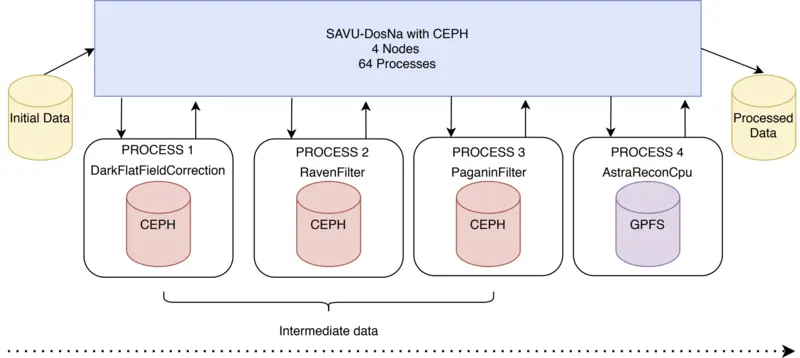 SAVU-DosNa with CEPH
4 Nodes
64 Processes
Initial Data
Processed
Data
PROCESS 1
DarkFlatFieldCorrection
CEPH
PROCESS 2
RavenFilter
CEPH
PROCESS 3
PaganinFilter
CEPH
PROCESS 4
AstraReconCpu
GPFS
Intermediate data